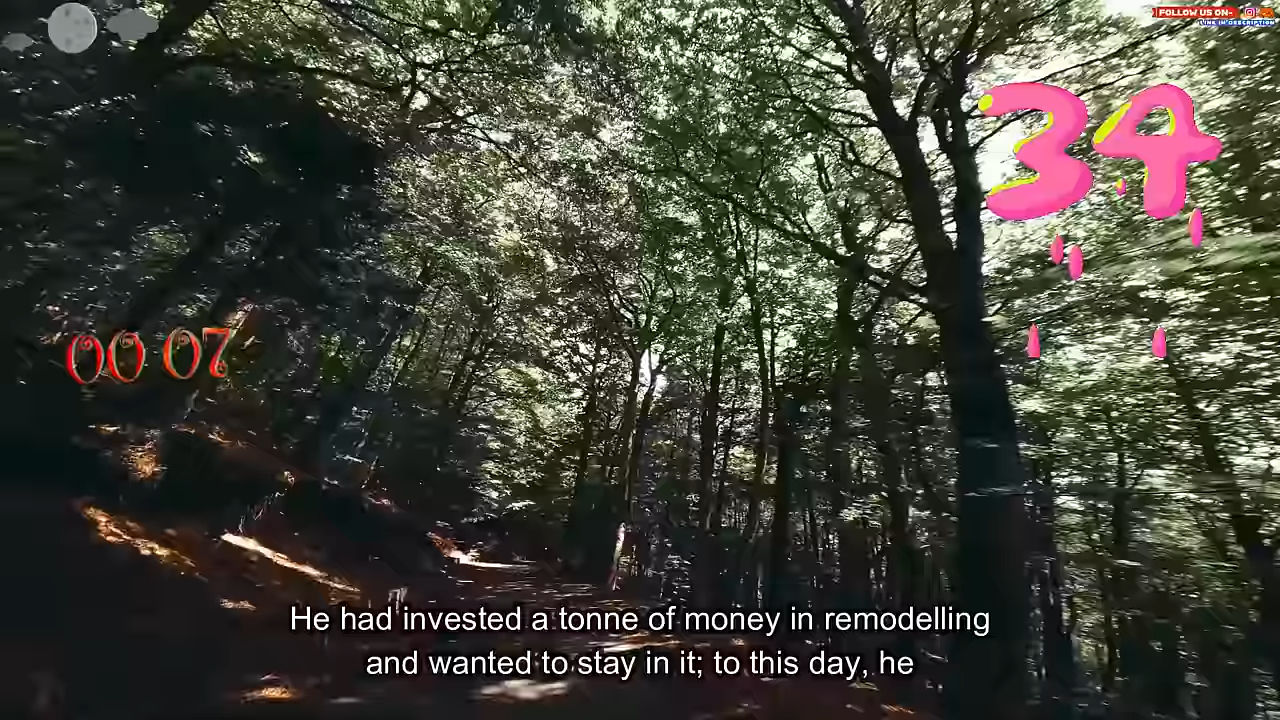 FOLLOW US ON-
LINK IN DESCRIPTION
34
00 07
He had invested a tonne of money in remodelling
and wanted to stay in it; to this day, he